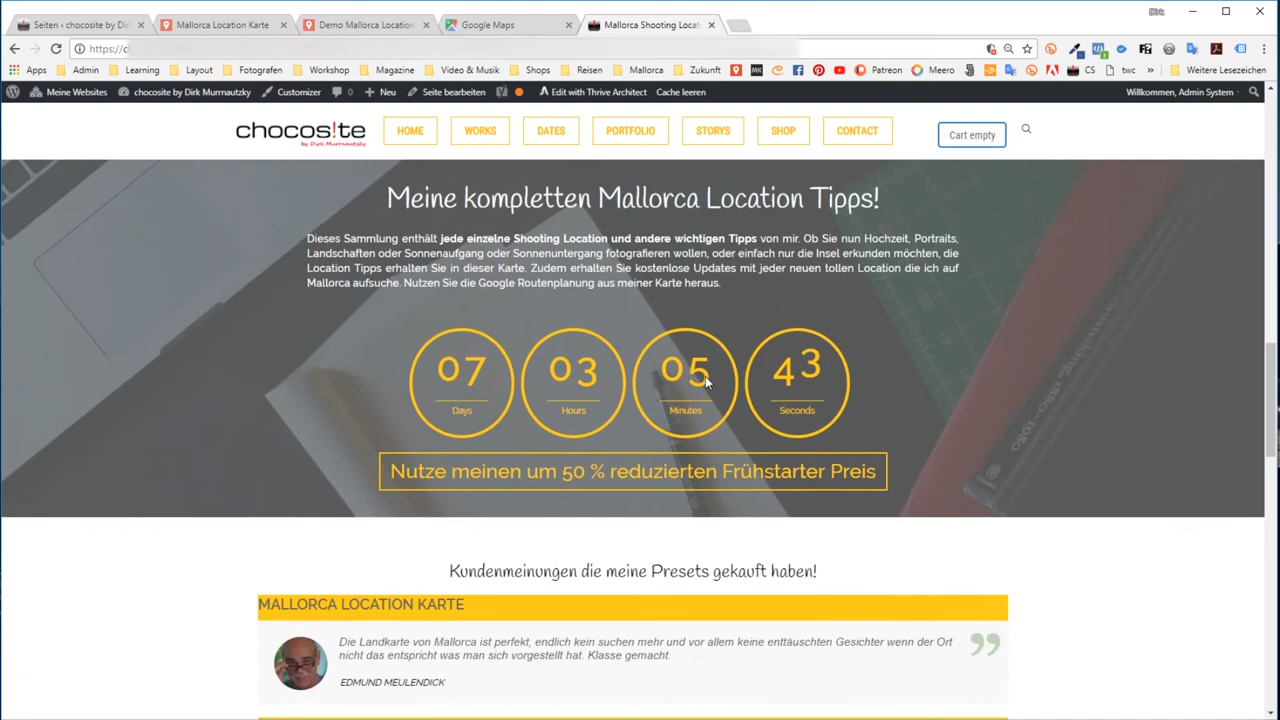 Dirk
Seiten ‹ chocosite by Di
Mallorca Location Karte
Demo Mallorca Location
Google Maps
Mallorca Shooting Locat
https://c
Apps
Admin
Learning
Layout
Fotografen
Workshop
Magazine
Video & Musik
Shops
Reisen
Mallorca
Zukunft
MK
Patreon
Meero
CS
twc
Weitere Lesezeichen
Meine Websites
chocosite by Dirk Murrnautzky
Customizer
Neu
Seite bearbeiten
Edit with Thrive Architect
Cache leeren
Willkommen, Admin System
chocos!te
by Dirk Murrnautzky
HOME
WORKS
DATES
PORTFOLIO
STORYS
SHOP
CONTACT
Cart empty
Meine kompletten Mallorca Location Tipps!
Dieses Sammlung enthält jede einzelne Shooting Location und andere wichtigen Tipps von mir. Ob Sie nun Hochzeit, Portraits,
Landschaften oder Sonnenaufgang oder Sonnenuntergang fotografieren wollen, oder einfach nur die Insel erkunden möchten, die
Location Tipps erhalten Sie in dieser Karte. Zudem erhalten Sie kostenlose Updates mit jeder neuen tollen Location die ich auf
Mallorca aufsuche. Nutzen Sie die Google Routenplanung aus meiner Karte heraus.
07
Days
03
Hours
05
Minutes
43
Seconds
Nutze meinen um 50 % reduzierten Frühstarter Preis
Kundenmeinungen die meine Presets gekauft haben!
MALLORCA LOCATION KARTE
Die Landkarte von Mallorca ist perfekt, endlich kein suchen mehr und vor allem keine enttäuschten Gesichter wenn der Ort
nicht das entspricht was man sich vorgestellt hat. Klasse gemacht.
EDMUND MEULENDICK